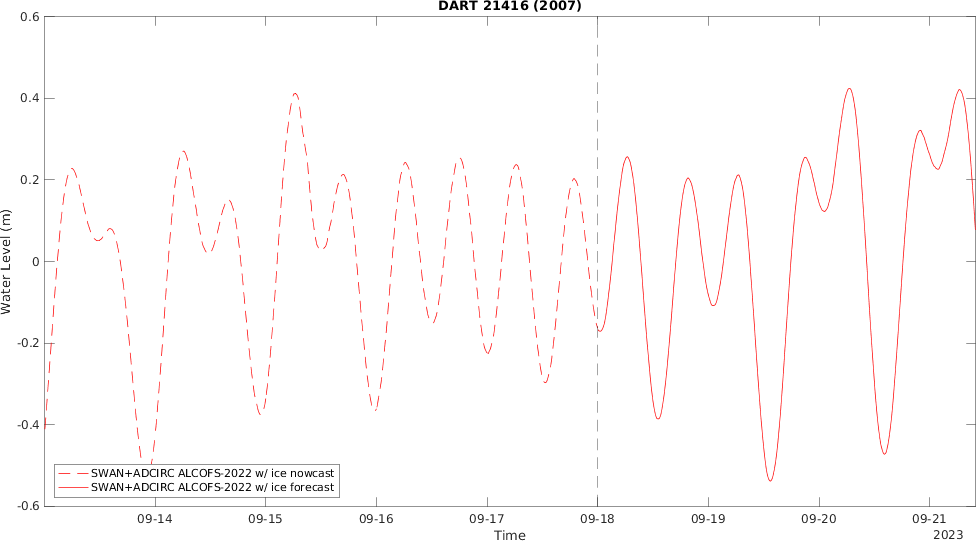 DART 21416 (2007)
0.6
0.4
0.2
0
-0.2
-0.4
-0.6
Water Level (m)
SWAN+ADCIRC ALCOFS-2022 w/ ice nowcast
SWAN+ADCIRC ALCOFS-2022 w/ ice forecast
09-14 09-15 09-16 09-17 09-18 09-19 09-20 09-21
Time
2023